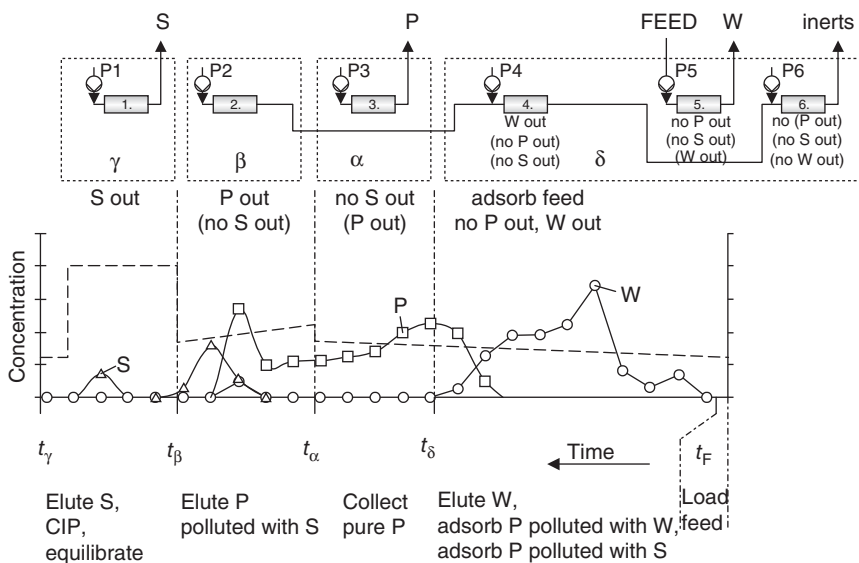 S P FEED W inerts
P1 P2 P3 P4 P5 P6
1. 2. 3. 4. 5. 6.
W out
(no P out)
(no S out)
no P out
(no S out)
(W out)
no (P out)
(no S out)
no W out)
γ β α δ
S out
P out
(no S out)
no S out
(P out)
adsorb feed
no P out, W out
Concentration
S
P
W
tγ tβ tα tδ tF
Time
Elute S,
CIP,
equilibrate
Elute P
polluted with S
Collect
pure P
Elute W,
adsorb P polluted with W,
adsorb P polluted with S
Load
feed